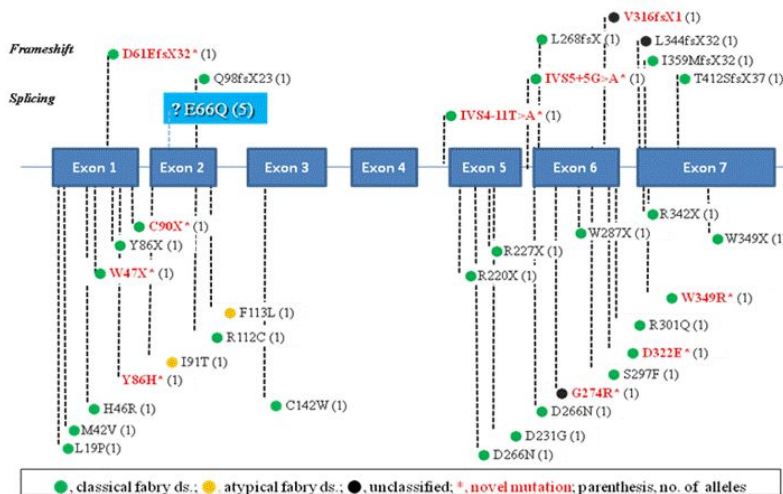 V316fsX1 (1)
Frameshift
D61EfsX32* (1)
L268fsX (1)
L344fsX32 (1)
I359MfsX32 (1)
Q98fsX23 (1)
IVS5+5G>A* (1)
T412SfsX37 (1)
Splicing
? E66Q (5)
IVS4-11T>A* (1)
Exon 1
Exon 2
Exon 3
Exon 4
Exon 5
Exon 6
Exon 7
R342X (1)
C90X* (1)
W287X (1)
W349X (1)
Y86X (1)
R227X (1)
W47X* (1)
R220X (1)
W349R* (1)
F113L (1)
R301Q (1)
R112C (1)
D322E* (1)
I91T (1)
S297F (1)
Y86H* (1)
G274R* (1)
H46R (1)
C142W (1)
D266N (1)
M42V (1)
D231G (1)
L19P(1)
D266N (1)
, classical fabry ds.; , atypical fabry ds.; , unclassified; *, novel mutation; parenthesis, no. of alleles